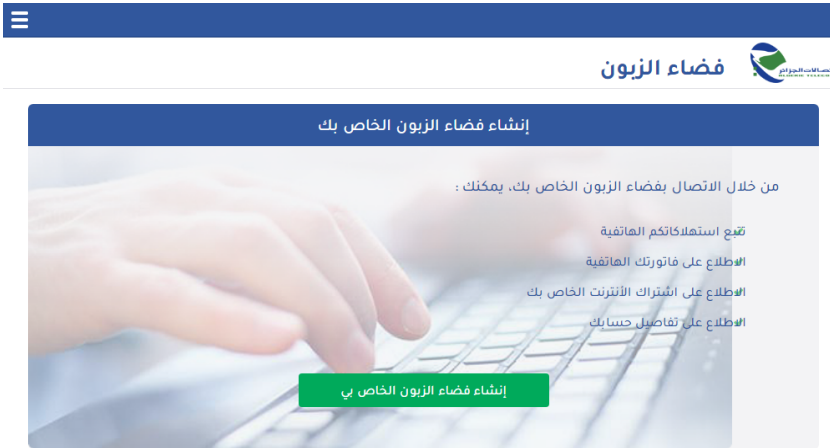 فضاء الزبون
إنشاء فضاء الزبون الخاص بك
من خلال الاتصال بفضاء الزبون الخاص بك، يمكنك :
تتبع استهلاكاتكم الهاتفية
الاطلاع على فاتورتك الهاتفية
الاطلاع على اشتراك الأنترنت الخاص بك
الاطلاع على تفاصيل حسابك
إنشاء فضاء الزبون الخاص بي